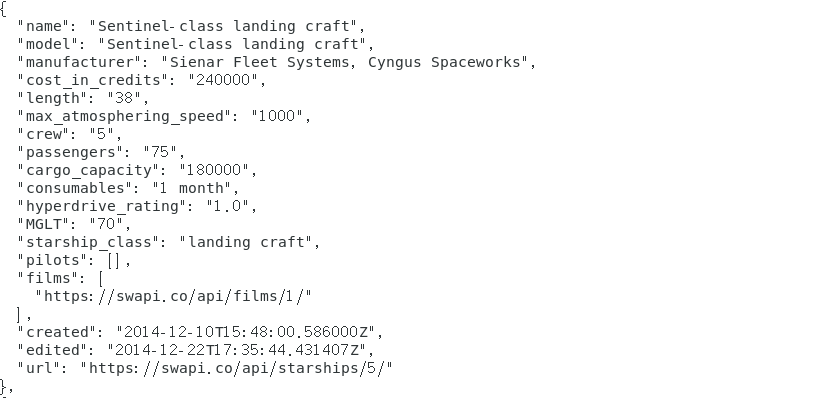 {
  "name": "Sentinel-class landing craft",
  "model": "Sentinel-class landing craft",
  "manufacturer": "Sienar Fleet Systems, Cyngus Spaceworks",
  "cost_in_credits": "240000",
  "length": "38",
  "max_atmosphering_speed": "1000",
  "crew": "5",
  "passengers": "75",
  "cargo_capacity": "180000",
  "consumables": "1 month",
  "hyperdrive_rating": "1.0",
  "MGLT": "70",
  "starship_class": "landing craft",
  "pilots": [],
  "films": [
    "https://swapi.co/api/films/1/"
  ],
  "created": "2014-12-10T15:48:00.586000Z",
  "edited": "2014-12-22T17:35:44.431407Z",
  "url": "https://swapi.co/api/starships/5/"
},